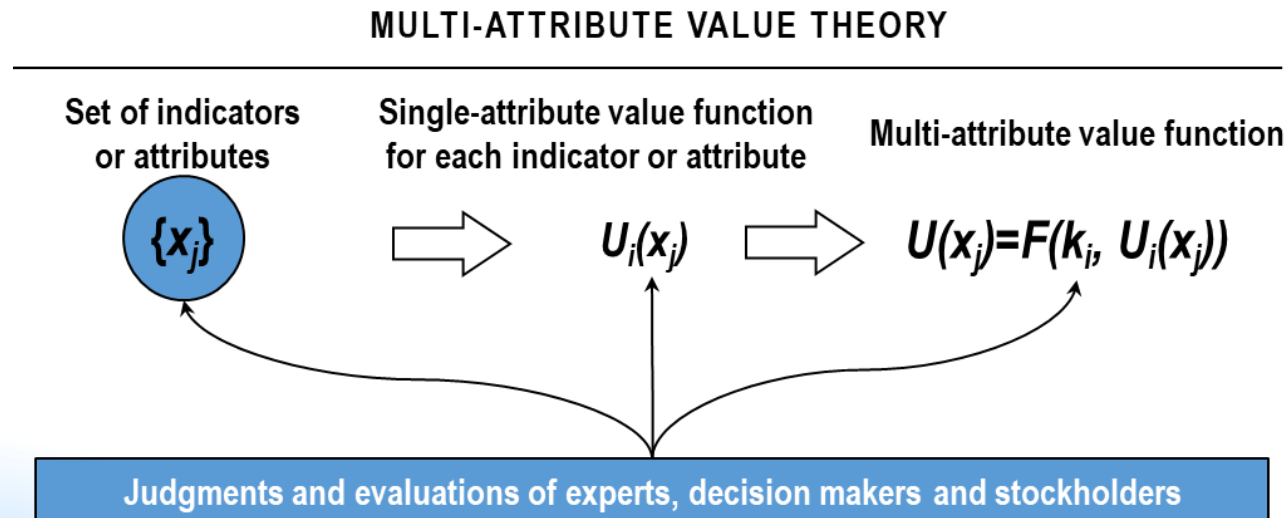 MULTI-ATTRIBUTE VALUE THEORY
Set of indicators
or attributes
Single-attribute value function
for each indicator or attribute
Multi-attribute value function
{xj}
Ui(xj)
U(xj)=F(ki, Ui(xj))
Judgments and evaluations of experts, decision makers and stockholders